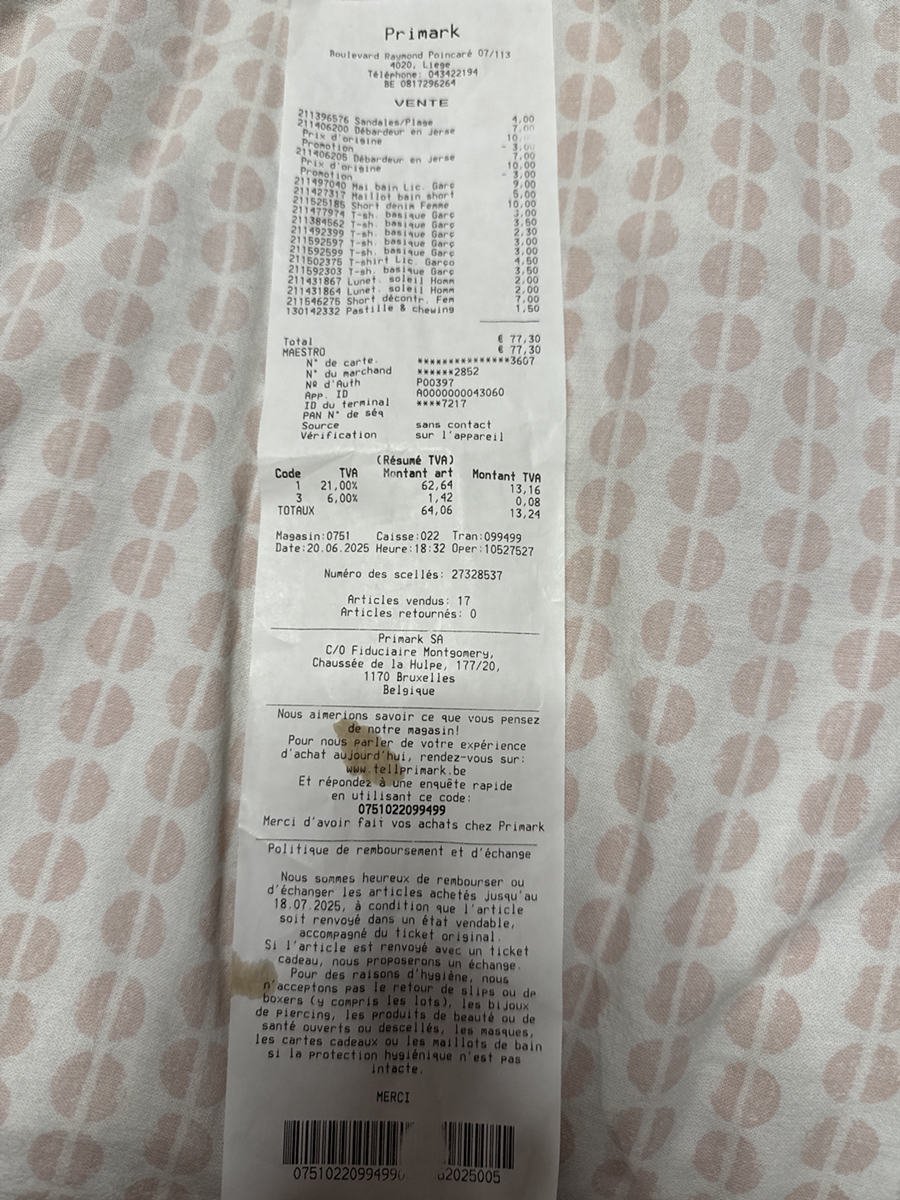 Primark
Boulevard Raymond Poincaré 07/113
4020, Liege
Téléphone: 043422194
BE 0817296264
VENTE
211396576 Sandales/Plage 4,00
211406200 Débardeur en jerse 7,00
Prix d'origine 10,
Promotion - 3,00
211406205 Débardeur en jerse 7,00
Prix d'origine 10,00
Promotion - 3,00
211497040 Mai bain Lic. Garc 9,00
211427317 Maillot bain short 5,00
211525185 Short denim Femme 10,00
211477974 T-sh. basique Garç 3,00
211384562 T-sh. basique Garç 3,50
211492399 T-sh. basique Garç 2,30
211592597 T-sh. basique Garç 3,00
211592599 T-sh. basique Garç 3,00
211502375 T-shirt Lic. Garço 4,50
211592303 T-sh. basique Garç 3,50
211431867 Lunet. soleil Homm 2,00
211431864 Lunet. soleil Homm 2,00
211546275 Short décontr. Fem 7,00
130142332 Pastille & chewing 1,50
Total € 77,30
MAESTRO € 77,30
N° de carte. ***************3607
N° du marchand ******2852
Nº d'Auth P00397
App. ID A0000000043060
ID du terminal ****7217
PAN N° de séq
Source sans contact
Vérification sur l'appareil
(Résumé TVA)
Code TVA Montant art Montant TVA
1 21,00% 62,64 13,16
3 6,00% 1,42 0,08
TOTAUX 64,06 13,24
Magasin:0751 Caisse:022 Tran:099499
Date:20.06.2025 Heure:18:32 Oper:10527527
Numéro des scellés: 27328537
Articles vendus: 17
Articles retournés: 0
Primark SA
C/O Fiduciaire Montgomery,
Chaussée de la Hulpe, 177/20,
1170 Bruxelles
Belgique
Nous aimerions savoir ce que vous pensez
de notre magasin!
Pour nous parler de votre expérience
d'achat aujourd'hui, rendez-vous sur:
www.tellprimark.be
Et répondez à une enquête rapide
en utilisant ce code:
0751022099499
Merci d'avoir fait vos achats chez Primark
Politique de remboursement et d'échange
Nous sommes heureux de rembourser ou
d'échanger les articles achetés jusqu'au
18.07.2025, à condition que l'article
soit renvoyé dans un état vendable,
accompagné du ticket original.
Si l'article est renvoyé avec un ticket
cadeau, nous proposerons un échange.
Pour des raisons d'hygiène, nous
n'acceptons pas le retour de slips ou de
boxers (y compris les lots), les bijoux
de piercing, les produits de beauté ou de
santé ouverts ou descellés, les masques,
les cartes cadeaux ou les maillots de bain
si la protection hygiénique n'est pas
intacte.
MERCI
0751022099499 2025005